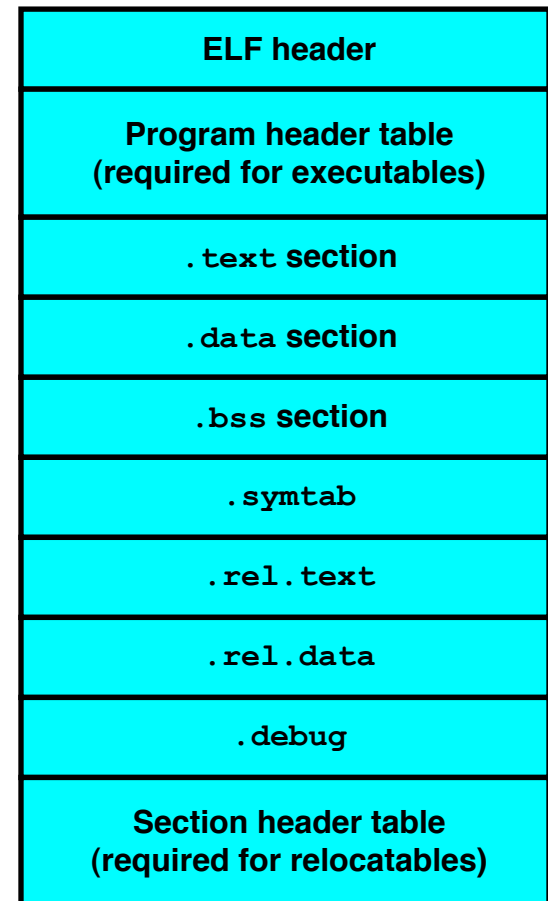 ELF header
Program header table
(required for executables)
.text section
.data section
.bss section
.symtab
.rel.text
.rel.data
.debug
Section header table
(required for relocatables)